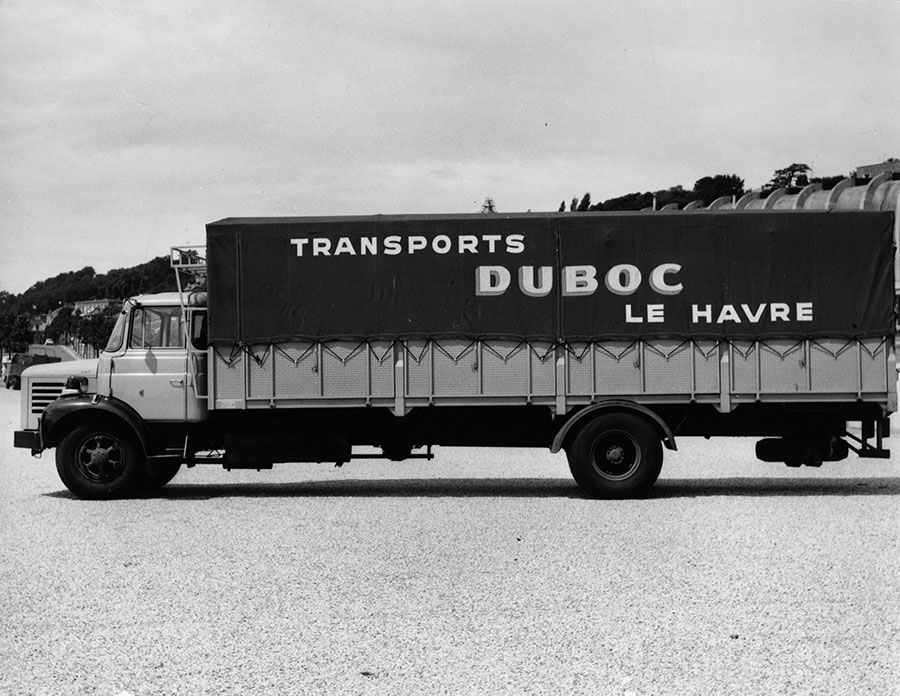 TRANSPORTS
DUBOC
LE HAVRE